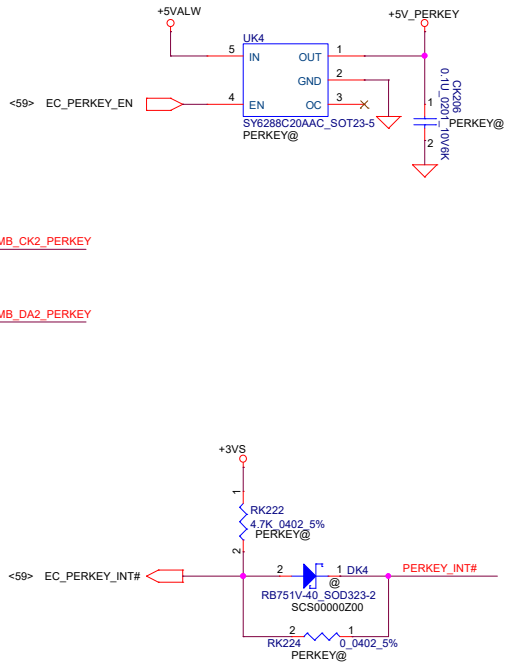 +5VALW
+5V_PERKEY
UK4
5 IN OUT 1
GND 2
<59> EC_PERKEY_EN 4 EN OC 3
SY6288C20AAC_SOT23-5
PERKEY@
1
2
CK206
0.1U_0201_10V6K
PERKEY@
MB_CK2_PERKEY
MB_DA2_PERKEY
+3VS
1
RK222
4.7K_0402_5%
PERKEY@
2
<59> EC_PERKEY_INT# 2 1 DK4 PERKEY_INT#
@
RB751V-40_SOD323-2
SCS00000Z00
2 1
RK224 0_0402_5%
PERKEY@